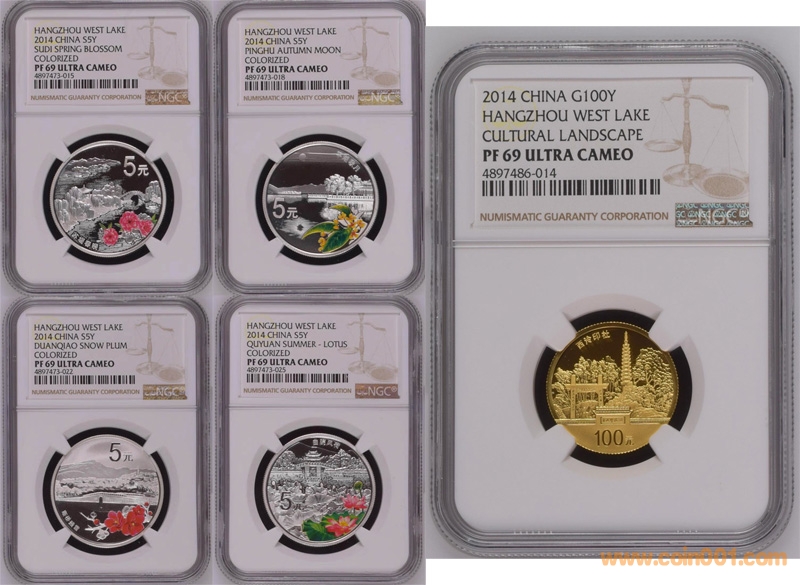 HANGZHOU WEST LAKE
2014 CHINA S5Y
SUDI SPRING BLOSSOM
COLORIZED
PF 69 ULTRA CAMEO
4897473-015
NUMISMATIC GUARANTY CORPORATION
NGC
5元
HANGZHOU WEST LAKE
2014 CHINA S5Y
PINGHU AUTUMN MOON
COLORIZED
PF 69 ULTRA CAMEO
4897473-018
NUMISMATIC GUARANTY CORPORATION
NGC
5元
HANGZHOU WEST LAKE
2014 CHINA S5Y
DUANQIAO SNOW PLUM
COLORIZED
PF 69 ULTRA CAMEO
4897473-022
NUMISMATIC GUARANTY CORPORATION
NGC
5元
HANGZHOU WEST LAKE
2014 CHINA S5Y
QUYUAN SUMMER - LOTUS
COLORIZED
PF 69 ULTRA CAMEO
4897473-025
NUMISMATIC GUARANTY CORPORATION
NGC
5元
2014 CHINA G100Y
HANGZHOU WEST LAKE
CULTURAL LANDSCAPE
PF 69 ULTRA CAMEO
4897486-014
NUMISMATIC GUARANTY CORPORATION
NGC
西泠印社
100元
www.coin001.com